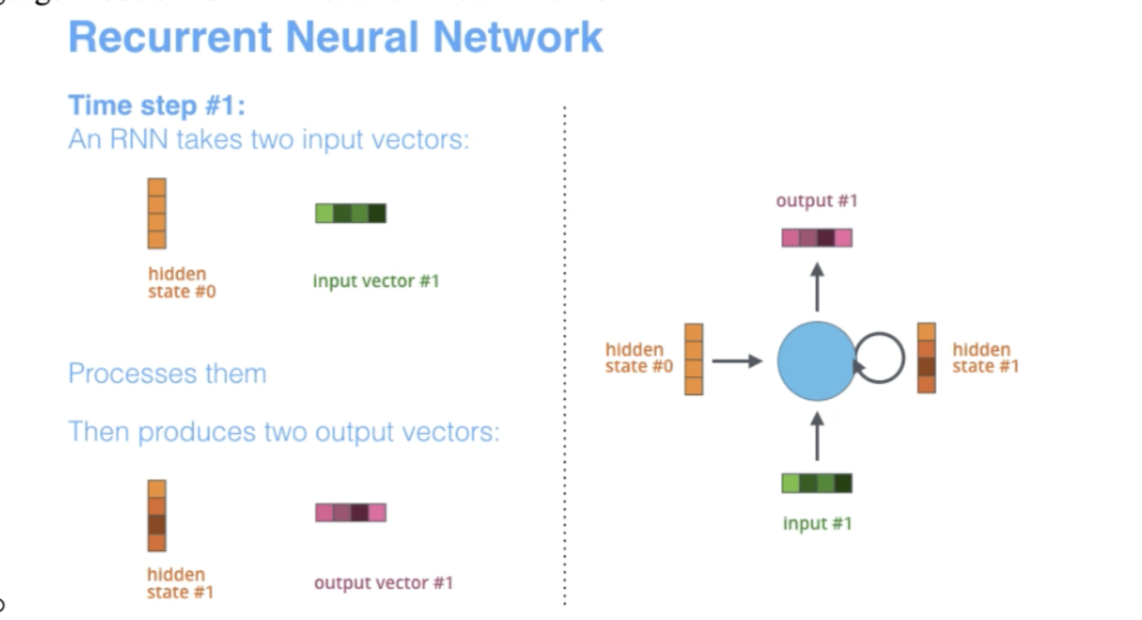 Recurrent Neural Network
Time step #1:
An RNN takes two input vectors:
hidden
state #0
input vector #1
Processes them
Then produces two output vectors:
hidden
state #1
output vector #1
output #1
hidden
state #0
hidden
state #1
input #1